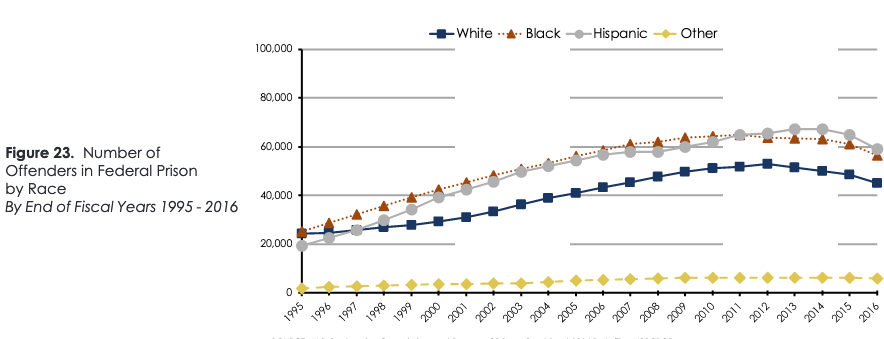 White Black Hispanic Other
100,000
80,000
60,000
40,000
20,000
0
Figure 23. Number of
Offenders in Federal Prison
by Race
By End of Fiscal Years 1995 - 2016
1995 1996 1997 1998 1999 2000 2001 2002 2003 2004 2005 2006 2007 2008 2009 2010 2011 2012 2013 2014 2015 2016